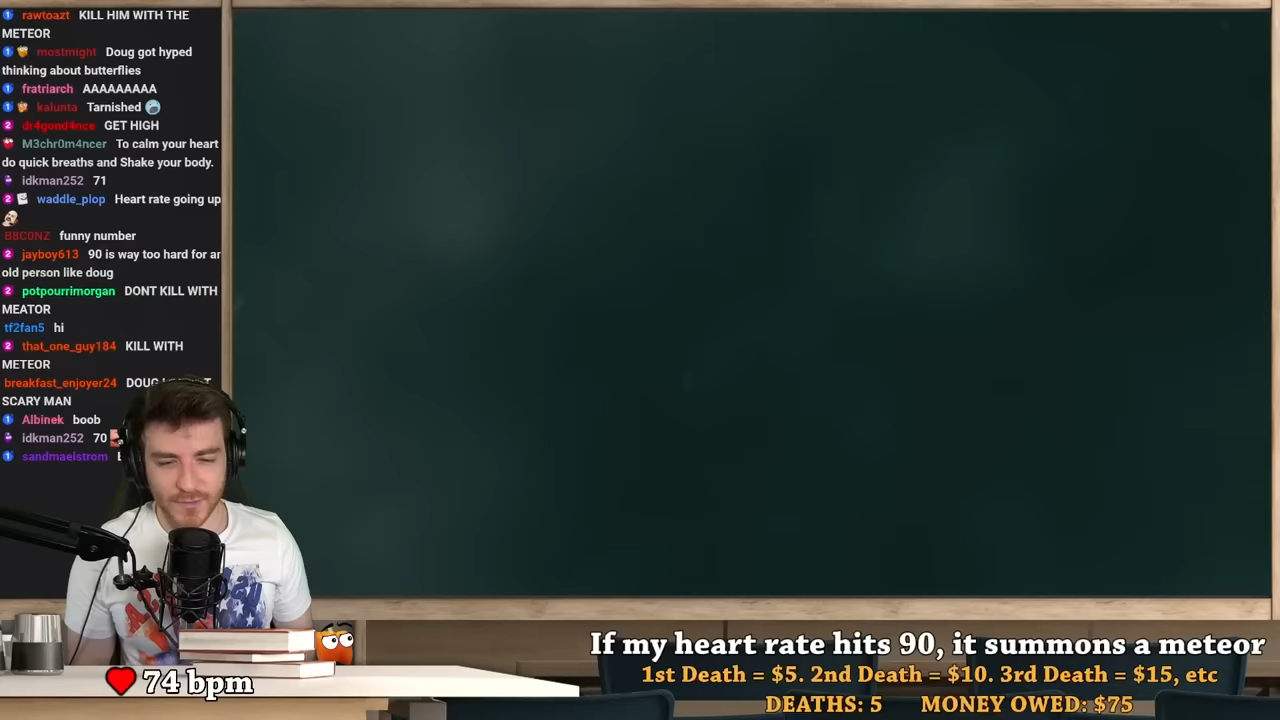 rawtoazt KILL HIM WITH THE
METEOR
mostmight Doug got hyped
thinking about butterflies
fratriarch AAAAAAAAA
kalunta Tarnished
dr4gond4nce GET HIGH
M3chr0m4ncer To calm your heart
do quick breaths and Shake your body.
idkman252 71
waddle_plop Heart rate going up
B8C0NZ funny number
jayboy613 90 is way too hard for an
old person like doug
potpourrimorgan DONT KILL WITH
MEATOR
tf2fan5 hi
that_one_guy184 KILL WITH
METEOR
breakfast_enjoyer24 DOUG
SCARY MAN
Albinek boob
idkman252 70
sandmaelstrom
74 bpm
If my heart rate hits 90, it summons a meteor
1st Death = $5. 2nd Death = $10. 3rd Death = $15, etc
DEATHS: 5 MONEY OWED: $75